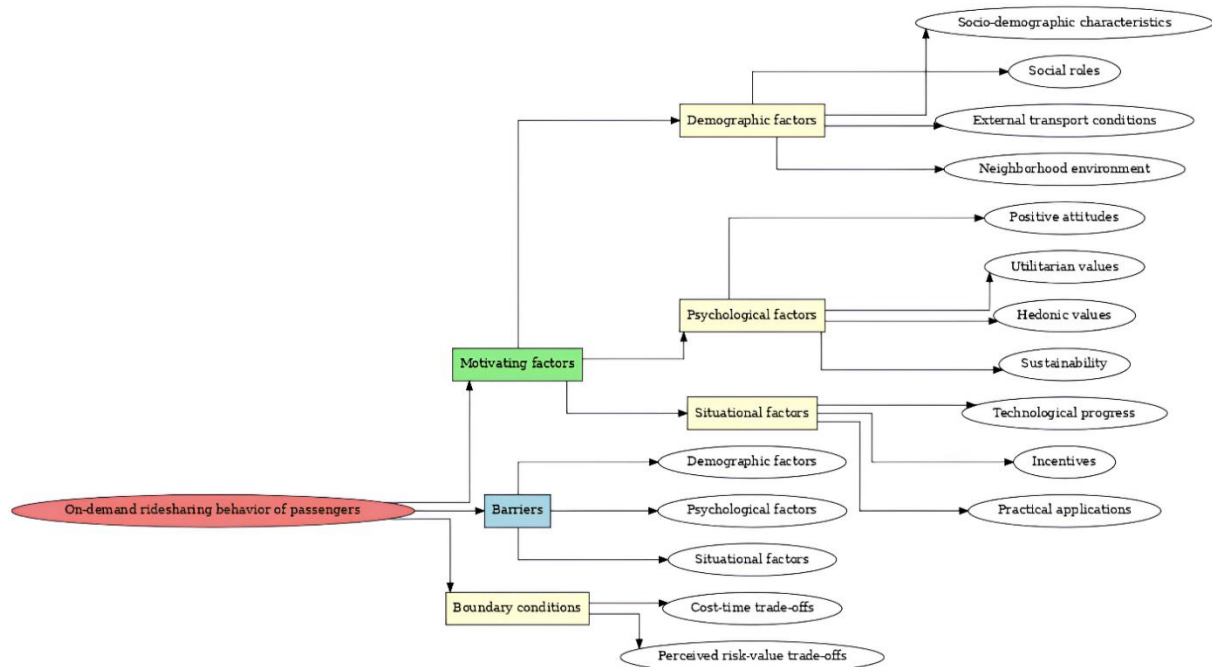 Socio-demographic characteristics
Social roles
Demographic factors
External transport conditions
Neighborhood environment
Positive attitudes
Utilitarian values
Psychological factors
Hedonic values
Motivating factors
Sustainability
Situational factors
Technological progress
Demographic factors
Incentives
On-demand ridesharing behavior of passengers
Barriers
Psychological factors
Practical applications
Situational factors
Boundary conditions
Cost-time trade-offs
Perceived risk-value trade-offs